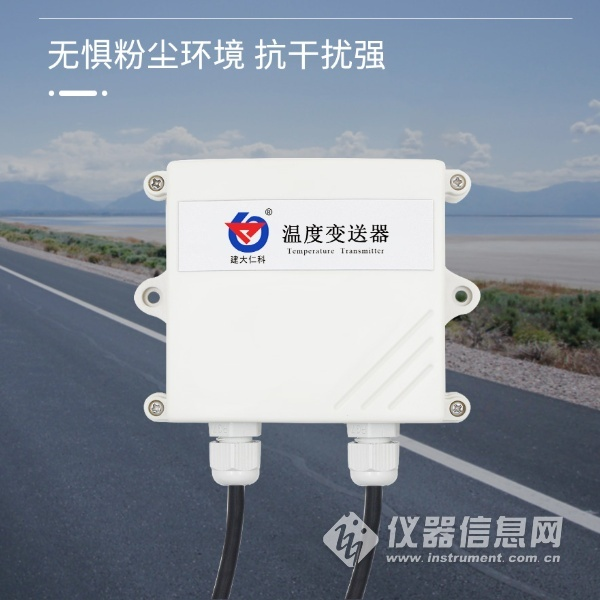 无惧粉尘环境 抗干扰强
®
建大仁科
温度变送器
Temperature Transmitter
仪器信息网
www.instrument.com.cn